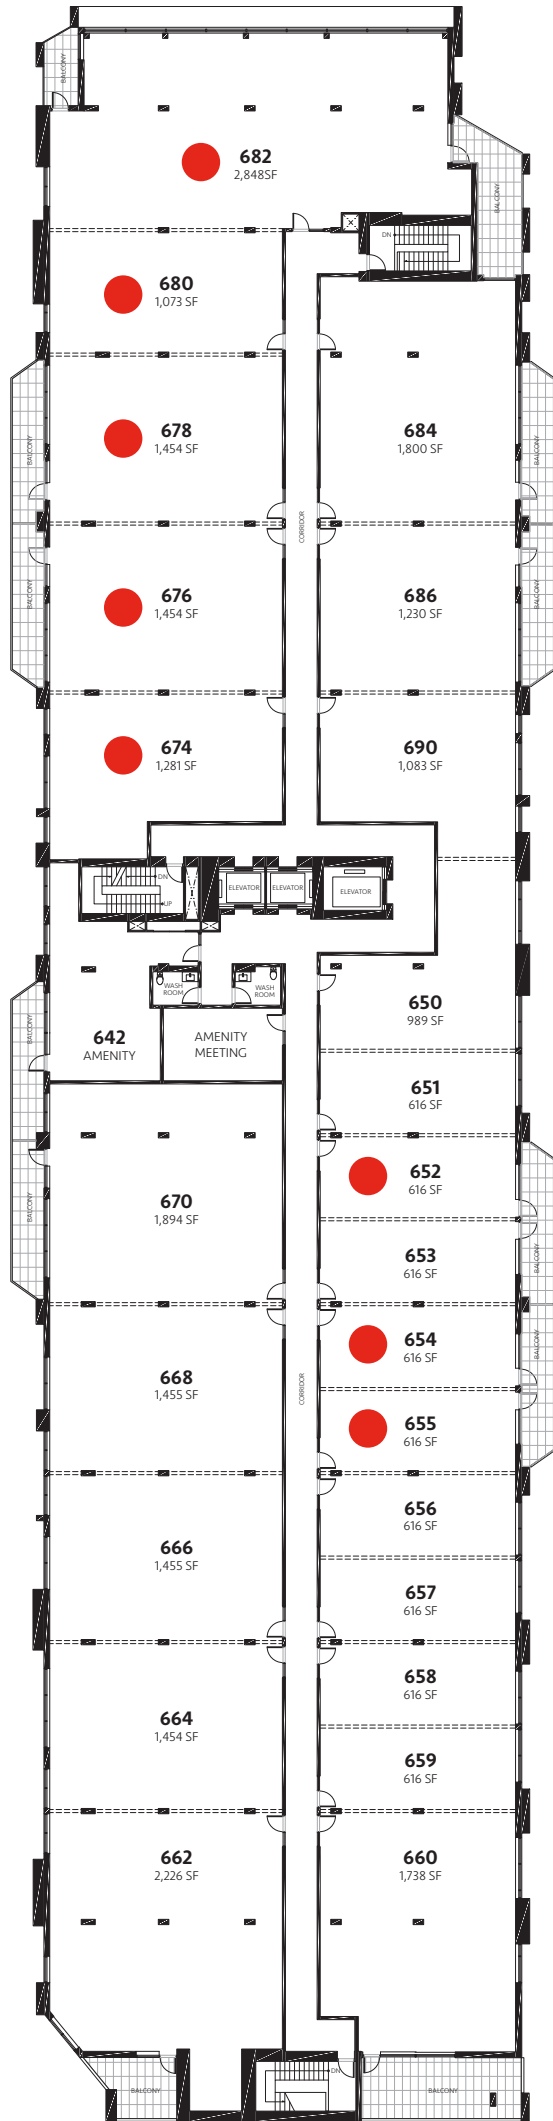 BALCONY
682
2,848SF
BALCONY
DN
680
1,073 SF
678
1,454 SF
684
1,800 SF
BALCONY
BALCONY
CORRIDOR
676
1,454 SF
686
1,230 SF
BALCONY
BALCONY
674
1,281 SF
690
1,083 SF
DN
UP
ELEVATOR
ELEVATOR
ELEVATOR
WASH
ROOM
WASH
ROOM
650
989 SF
BALCONY
642
AMENITY
AMENITY
MEETING
651
616 SF
652
616 SF
670
1,894 SF
BALCONY
653
616 SF
BALCONY
654
616 SF
BALCONY
668
1,455 SF
CORRIDOR
655
616 SF
656
616 SF
666
1,455 SF
657
616 SF
658
616 SF
664
1,454 SF
659
616 SF
662
2,226 SF
660
1,738 SF
DN
BALCONY
BALCONY